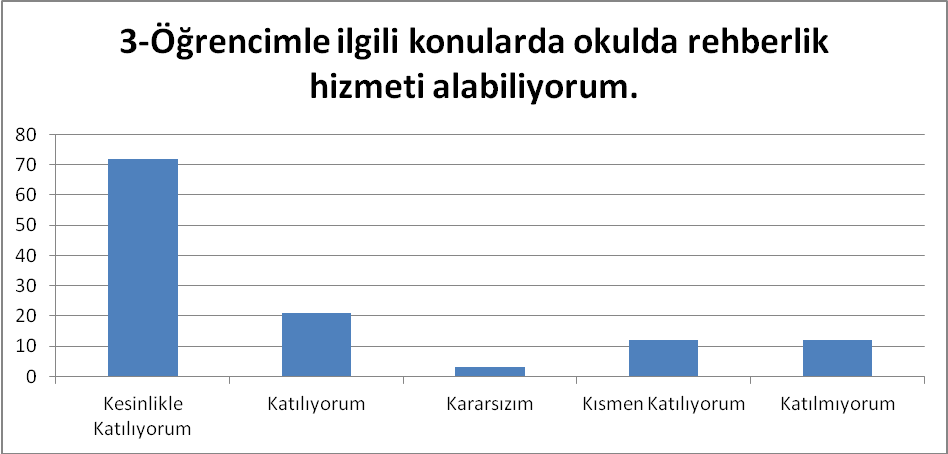 3-Öğrencimle ilgili konularda okulda rehberlik
hizmeti alabiliyorum.
80
70
60
50
40
30
20
10
0
Kesinlikle
Katılıyorum
Katılıyorum
Kararsızım
Kısmen Katılıyorum
Katılmıyorum